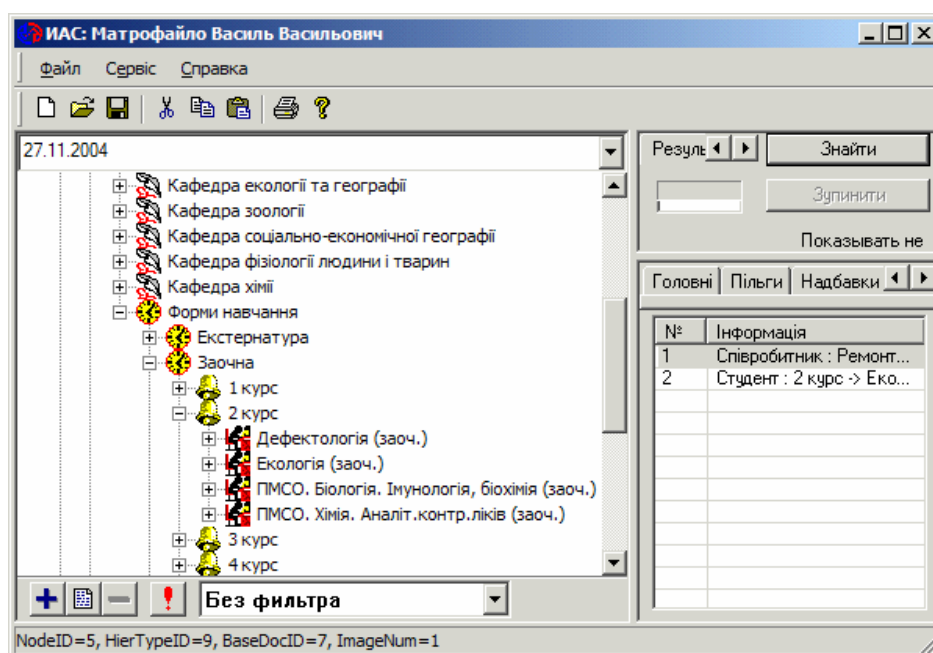 ИАС: Матрофайло Василь Васильович
Файл Сервіс Справка
27.11.2004
Кафедра екології та географії
Кафедра зоології
Кафедра соціально-економічної географії
Кафедра фізіології людини і тварин
Кафедра хімії
Форми навчання
Екстернатура
Заочна
1 курс
2 курс
Дефектологія (заоч.)
Екологія (заоч.)
ПМСО. Біологія. Імунологія, біохімія (заоч.)
ПМСО. Хімія. Аналіт.контр.ліків (заоч.)
3 курс
4 курс
Без фильтра
Резуль
Знайти
Зупинити
Показывать не
Головні Пільги Надбавки
№ Інформація
1 Співробитник : Ремонт...
2 Студент : 2 курс -> Еко...
NodeID=5, HierTypeID=9, BaseDocID=7, ImageNum=1